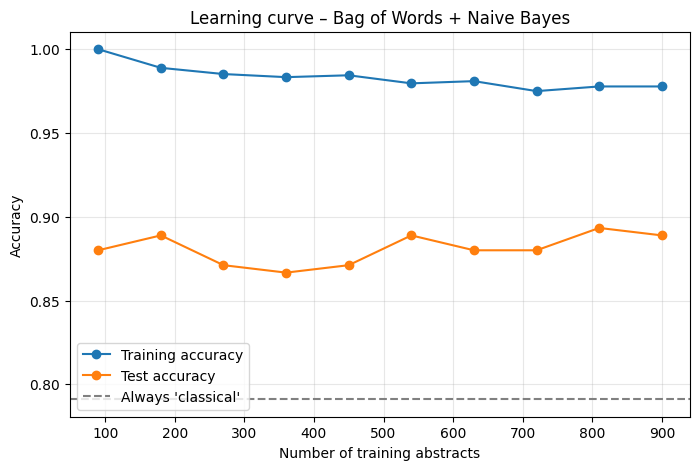 Learning curve – Bag of Words + Naive Bayes
1.00
0.95
0.90
0.85
0.80
Accuracy
Training accuracy
Test accuracy
Always 'classical'
100 200 300 400 500 600 700 800 900
Number of training abstracts